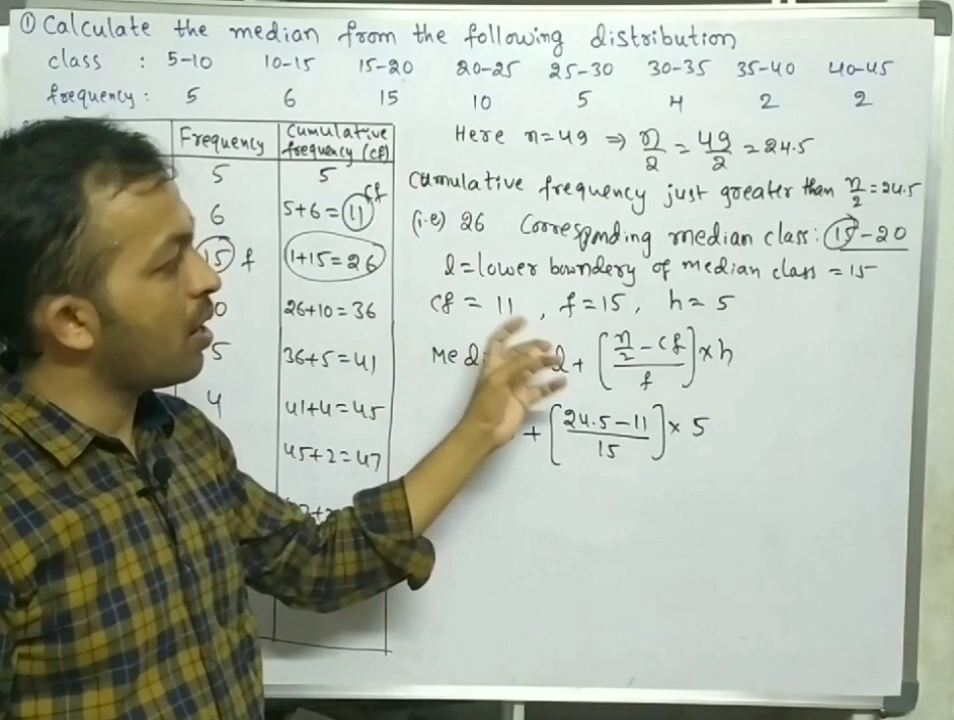 ① Calculate the median from the following distribution
class : 5-10 10-15 15-20 20-25 25-30 30-35 35-40 40-45
frequency : 5 6 15 10 5 4 2 2
Frequency Cumulative frequency (cf)
5 5
6 5+6 = 11 cf
15 f 11+15 = 26
26+10 = 36
5 36+5 = 41
4 41+4 = 45
45+2 = 47
Here n = 49 ⇒ n/2 = 49/2 = 24.5
Cumulative frequency just greater than n/2 = 24.5
(i.e) 26 Corresponding median class : 15-20
l = lower boundery of median class = 15
cf = 11 , f = 15 , h = 5
l + [(n/2 - cf)/f] × h
+ [(24.5 - 11)/15] × 5